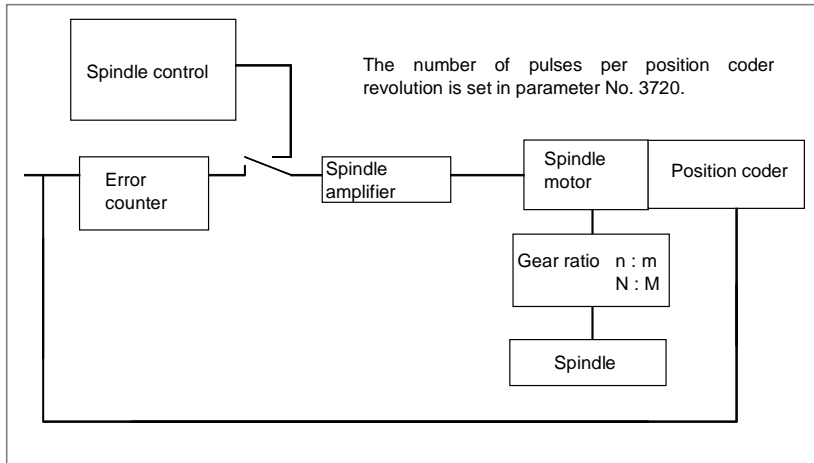 Spindle control
The number of pulses per position coder
revolution is set in parameter No. 3720.
Error
counter
Spindle
amplifier
Spindle
motor
Position coder
Gear ratio n : m
N : M
Spindle